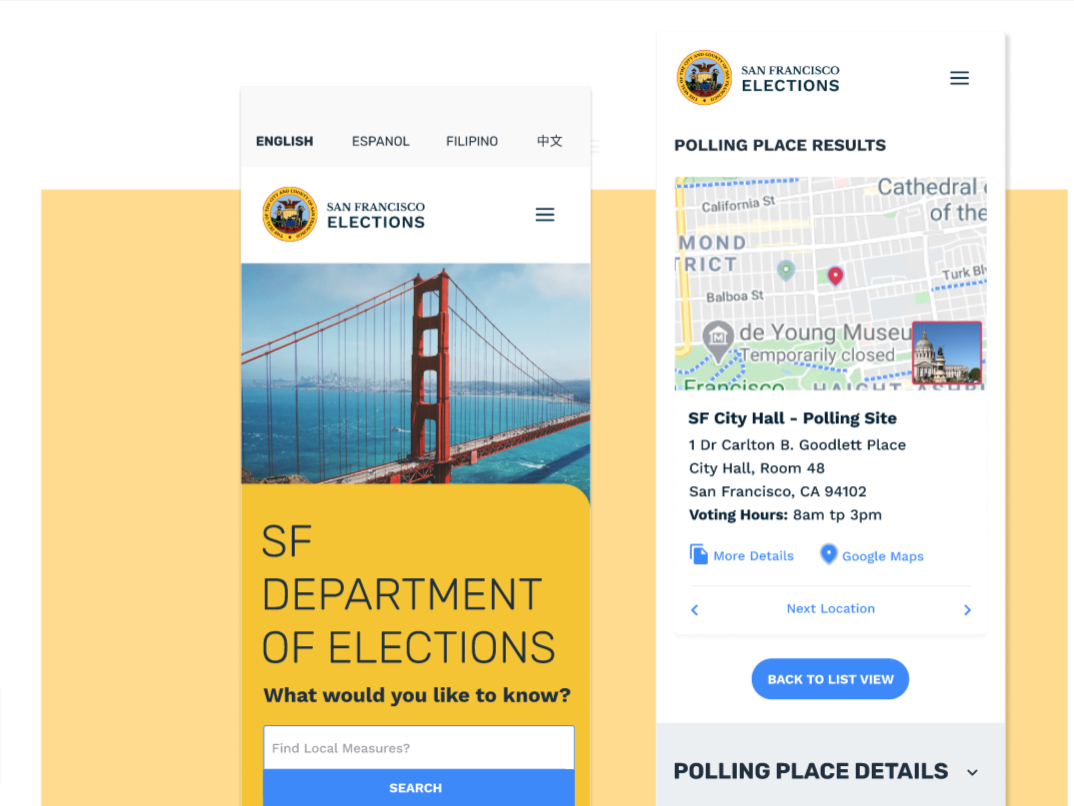 ENGLISH ESPANOL FILIPINO 中文
SAN FRANCISCO
ELECTIONS
SF
DEPARTMENT
OF ELECTIONS
What would you like to know?
Find Local Measures?
SEARCH
SAN FRANCISCO
ELECTIONS
POLLING PLACE RESULTS
Cathedral
of the
California St
MOND
TRICT
Turk Blv
Balboa St
de Young Museu
Temporarily closed
Francisco
HAIGHT-ASHBU
SF City Hall - Polling Site
1 Dr Carlton B. Goodlett Place
City Hall, Room 48
San Francisco, CA 94102
Voting Hours: 8am tp 3pm
More Details Google Maps
Next Location
BACK TO LIST VIEW
POLLING PLACE DETAILS